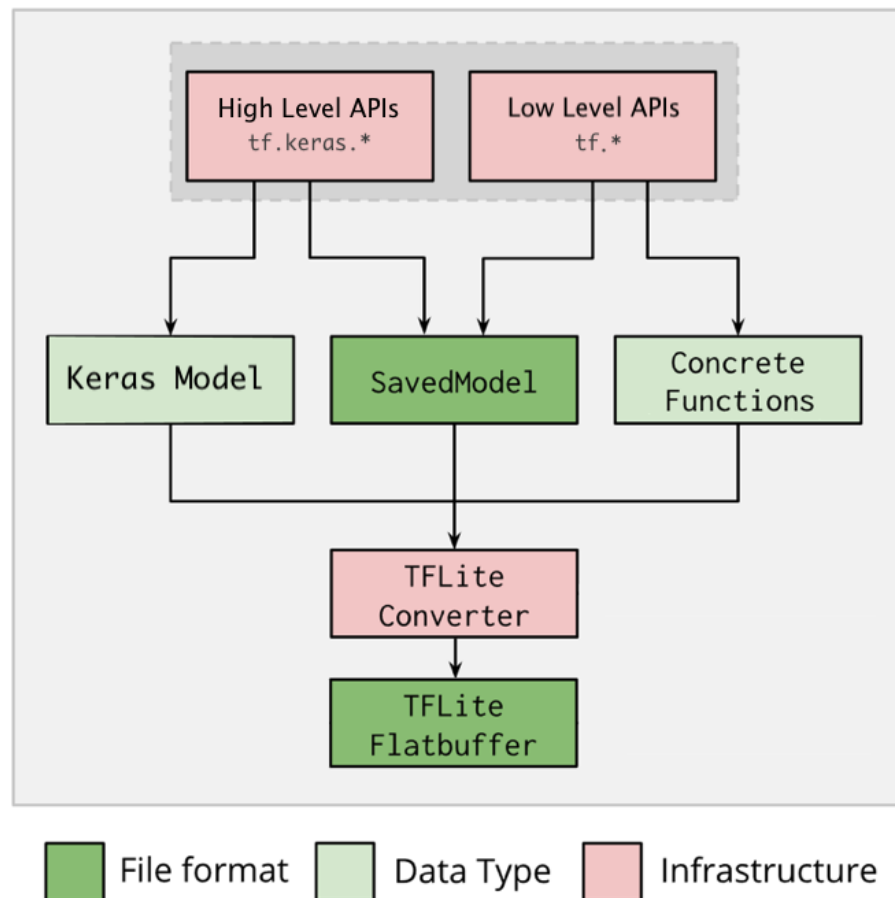 High Level APIs
tf.keras.*
Low Level APIs
tf.*
Keras Model
SavedModel
Concrete
Functions
TFLite
Converter
TFLite
Flatbuffer
File format
Data Type
Infrastructure